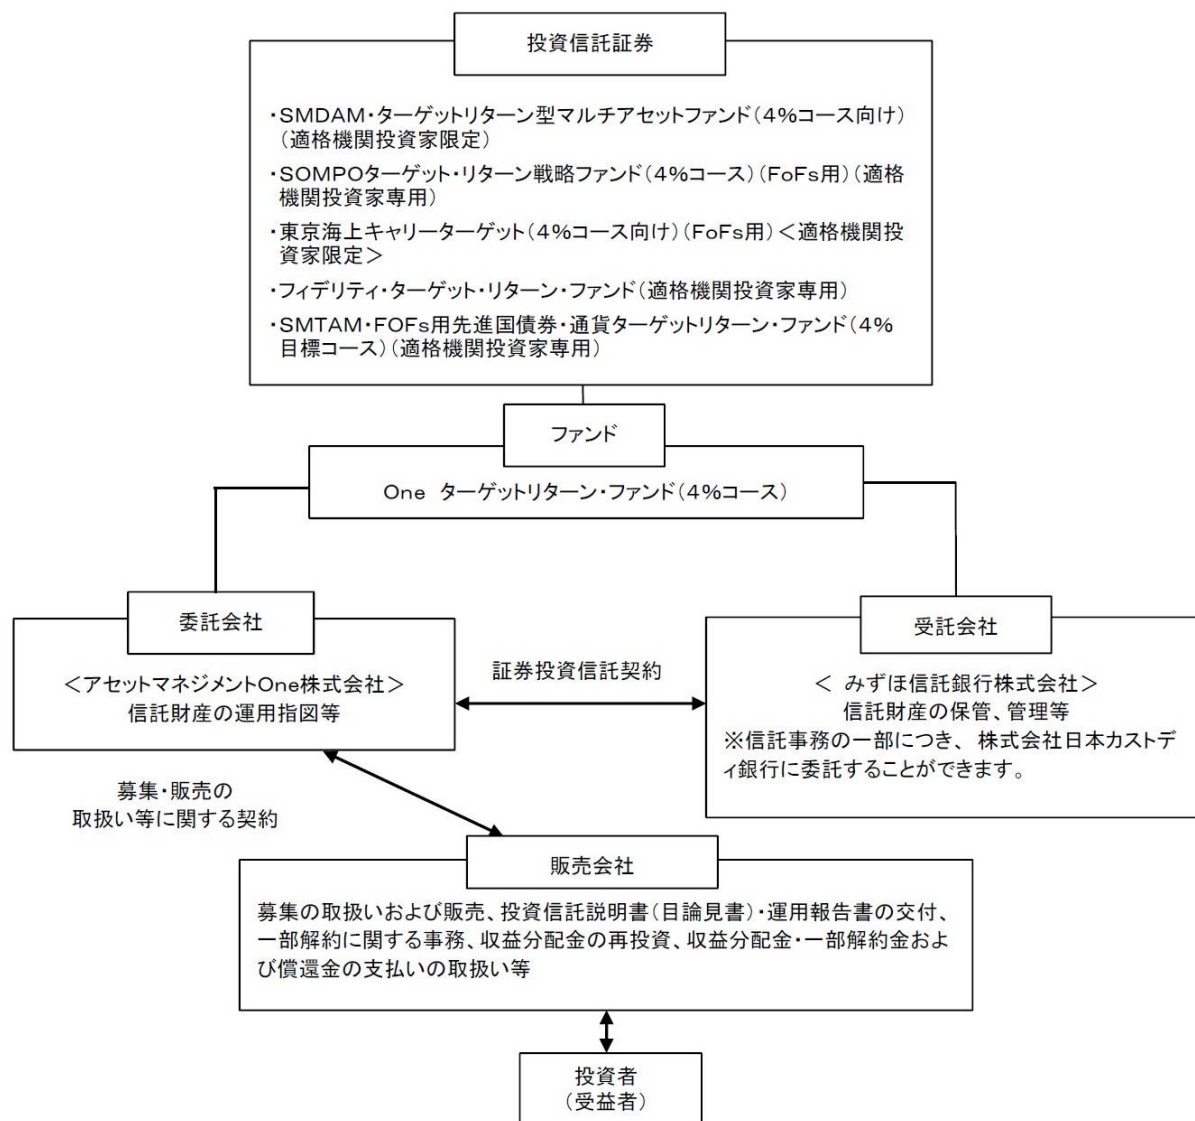 投資信託証券
・SMDAM・ターゲットリターン型マルチアセットファンド(4%コース向け)
(適格機関投資家限定)
・SOMPOターゲット・リターン戦略ファンド(4%コース)(FoFs用)(適格
機関投資家専用)
・東京海上キャリーターゲット(4%コース向け)(FoFs用)<適格機関投
資家限定>
・フィデリティ・ターゲット・リターン・ファンド(適格機関投資家専用)
・SMTAM・FOFs用先進国債券・通貨ターゲットリターン・ファンド(4%
目標コース)(適格機関投資家専用)
ファンド
One ターゲットリターン・ファンド(4%コース)
委託会社
<アセットマネジメントOne株式会社>
信託財産の運用指図等
証券投資信託契約
受託会社
< みずほ信託銀行株式会社>
信託財産の保管、管理等
※信託事務の一部につき、 株式会社日本カストデ
ィ銀行に委託することができます。
募集・販売の
取扱い等に関する契約
販売会社
募集の取扱いおよび販売、投資信託説明書(目論見書)・運用報告書の交付、
一部解約に関する事務、収益分配金の再投資、収益分配金・一部解約金およ
び償還金の支払いの取扱い等
投資者
(受益者)